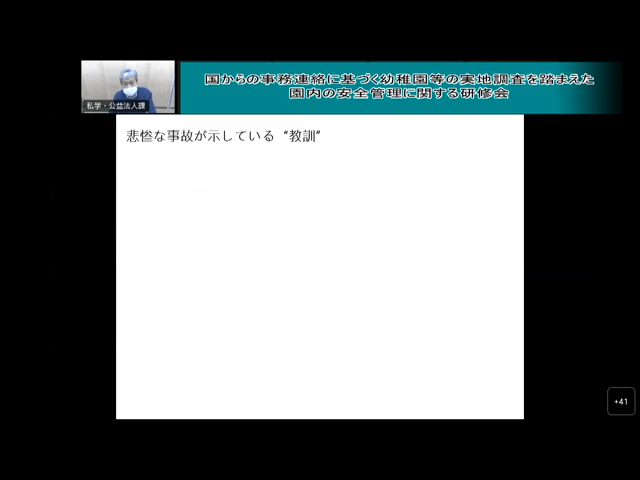 国からの事務連絡に基づく幼稚園等の実地調査を踏まえた
園内の安全管理に関する研修会
私学・公益法人課
悲惨な事故が示している“教訓”
+41